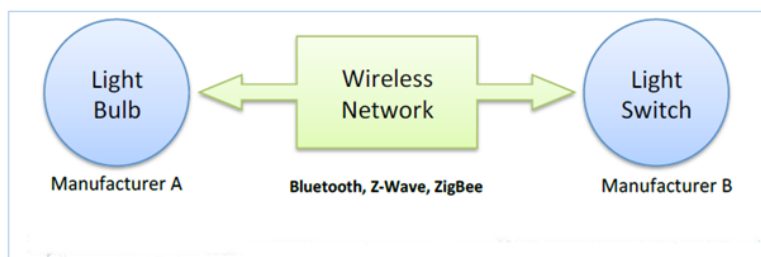 Light
Bulb
Wireless
Network
Light
Switch
Manufacturer A
Bluetooth, Z-Wave, ZigBee
Manufacturer B